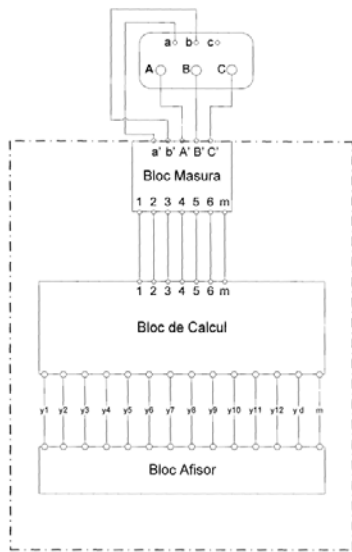 a b c
A B C
a' b' A' B' C'
Bloc Masura
1 2 3 4 5 6 m
1 2 3 4 5 6 m
Bloc de Calcul
y1 y2 y3 y4 y5 y6 y7 y8 y9 y10 y11 y12 y d m
Bloc Afisor